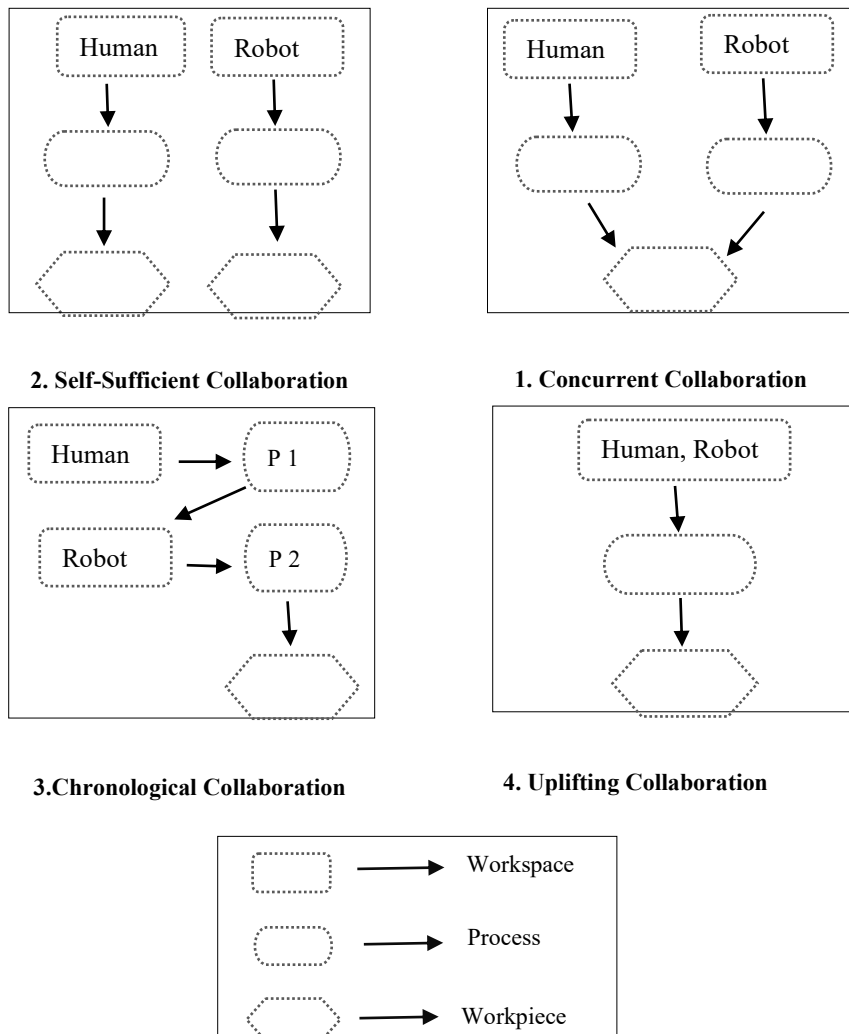 Human Robot
Human Robot
2. Self-Sufficient Collaboration
1. Concurrent Collaboration
Human P 1
Robot P 2
Human, Robot
3.Chronological Collaboration
4. Uplifting Collaboration
Workspace
Process
Workpiece